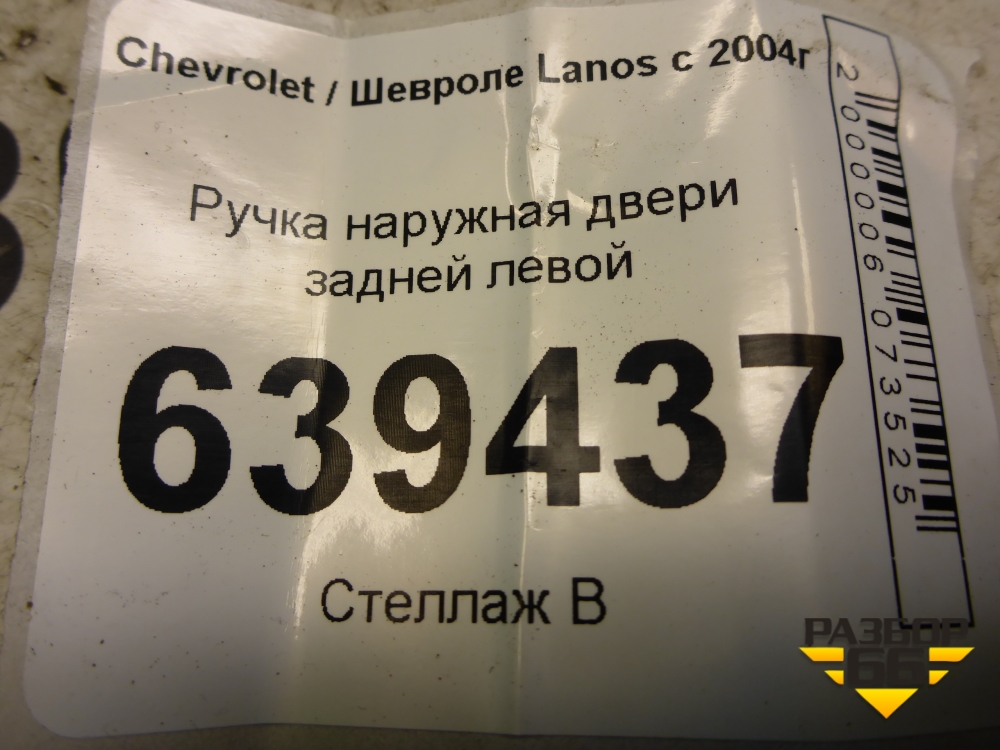 Chevrolet / Шевроле Lanos с 2004г
Ручка наружная двери
задней левой
639437
Стеллаж В
2000006073525
РАЗБОР
66